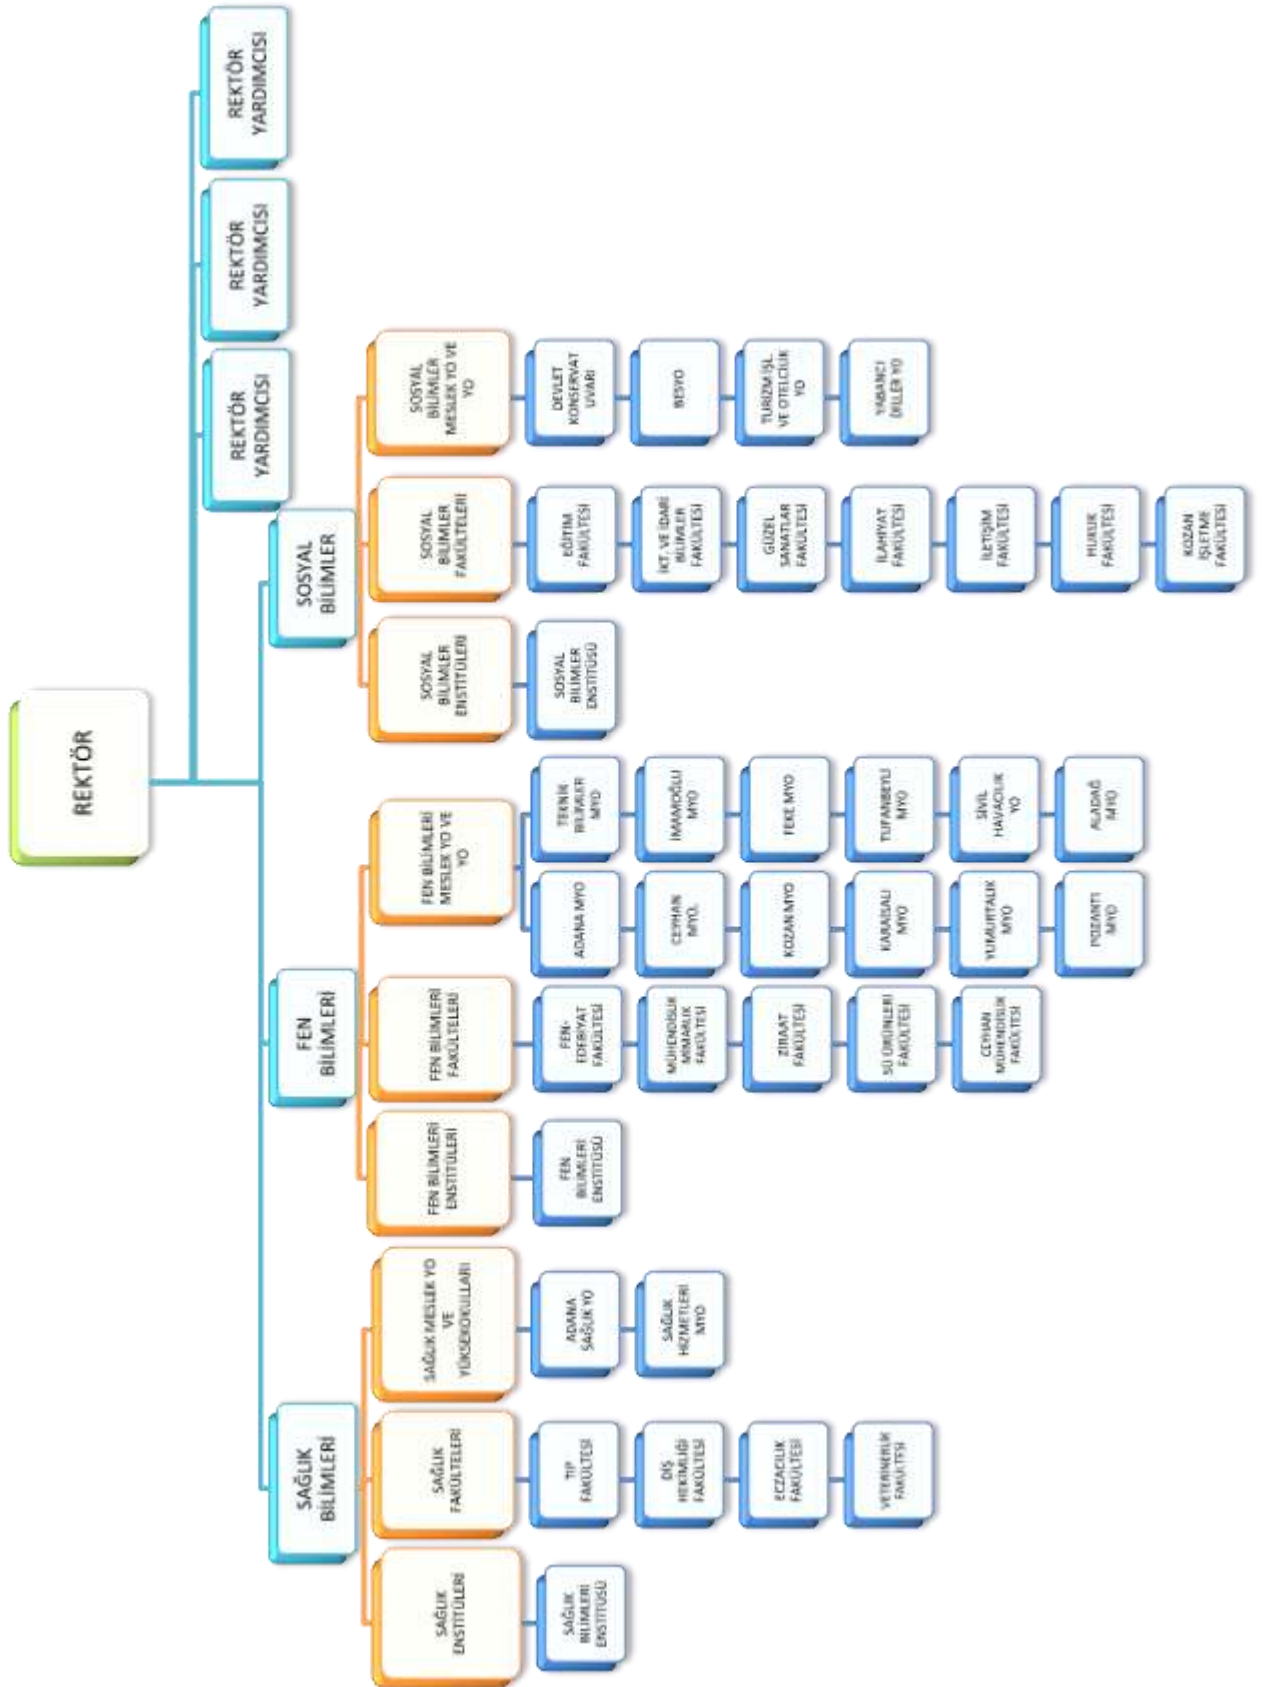 REKTÖR
REKTÖR
YARDIMCISI
REKTÖR
YARDIMCISI
REKTÖR
YARDIMCISI
SAĞLIK
BİLİMLERİ
FEN
BİLİMLERİ
SOSYAL
BİLİMLER
SAĞLIK
ENSTİTÜLERİ
SAĞLIK
BİLİMLERİ
ENSTİTÜSÜ
SAĞLIK
FAKÜLTELERİ
TIP
FAKÜLTESİ
DİŞ
HEKİMLİĞİ
FAKÜLTESİ
ECZACILIK
FAKÜLTESİ
VETERİNERLİK
FAKÜLTESİ
SAĞLIK MESLEK YO
VE
YÜKSEKOKULLARI
ADANA
SAĞLIK YO
SAĞLIK
HİZMETLERİ
MYO
FEN BİLİMLERİ
ENSTİTÜLERİ
FEN
BİLİMLERİ
ENSTİTÜSÜ
FEN BİLİMLERİ
FAKÜLTELERİ
FEN-
EDEBİYAT
FAKÜLTESİ
MÜHENDİSLİK
MİMARLIK
FAKÜLTESİ
ZİRAAT
FAKÜLTESİ
SU ÜRÜNLERİ
FAKÜLTESİ
CEYHAN
MÜHENDİSLİK
FAKÜLTESİ
FEN BİLİMLERİ
MESLEK YO VE
YO
ADANA MYO
CEYHAN
MYO.
KOZAN MYO
KARAİSALI
MYO
YUMURTALIK
MYO
POZANTI
MYO
TEKNİK
BİLİMLER
MYO
İMAMOĞLU
MYO
FEKE MYO
TUFANBEYLİ
MYO
SİVİL
HAVACILIK
YO
ALADAĞ
MYO
SOSYAL
BİLİMLER
ENSTİTÜLERİ
SOSYAL
BİLİMLER
ENSTİTÜSÜ
SOSYAL
BİLİMLER
FAKÜLTELERİ
EĞİTİM
FAKÜLTESİ
İKT. VE İDARİ
BİLİMLER
FAKÜLTESİ
GÜZEL
SANATLAR
FAKÜLTESİ
İLAHİYAT
FAKÜLTESİ
İLETİŞİM
FAKÜLTESİ
HUKUK
FAKÜLTESİ
KOZAN
İŞLETME
FAKÜLTESİ
SOSYAL
BİLİMLER
MESLEK YO VE
YO
DEVLET
KONSERVAT
UVARI
BESYO
TURİZM İŞL.
VE OTELCİLİK
YO
YABANCI
DİLLER YO